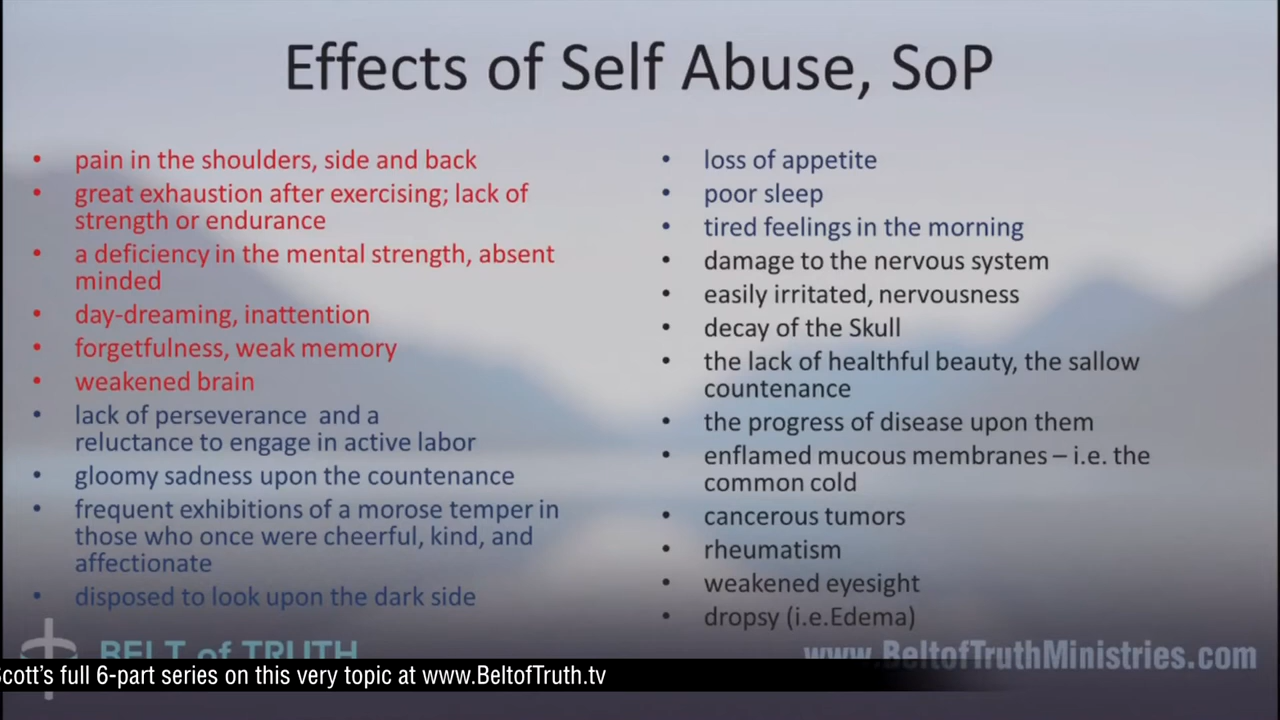 Effects of Self Abuse, SoP
• pain in the shoulders, side and back
• great exhaustion after exercising; lack of
strength or endurance
• a deficiency in the mental strength, absent
minded
• day-dreaming, inattention
• forgetfulness, weak memory
• weakened brain
• lack of perseverance and a
reluctance to engage in active labor
• gloomy sadness upon the countenance
• frequent exhibitions of a morose temper in
those who once were cheerful, kind, and
affectionate
• disposed to look upon the dark side
• loss of appetite
• poor sleep
• tired feelings in the morning
• damage to the nervous system
• easily irritated, nervousness
• decay of the Skull
• the lack of healthful beauty, the sallow
countenance
• the progress of disease upon them
• enflamed mucous membranes – i.e. the
common cold
• cancerous tumors
• rheumatism
• weakened eyesight
• dropsy (i.e.Edema)
BELT of TRUTH
www.BeltofTruthMinistries.com
Scott's full 6-part series on this very topic at www.BeltofTruth.tv